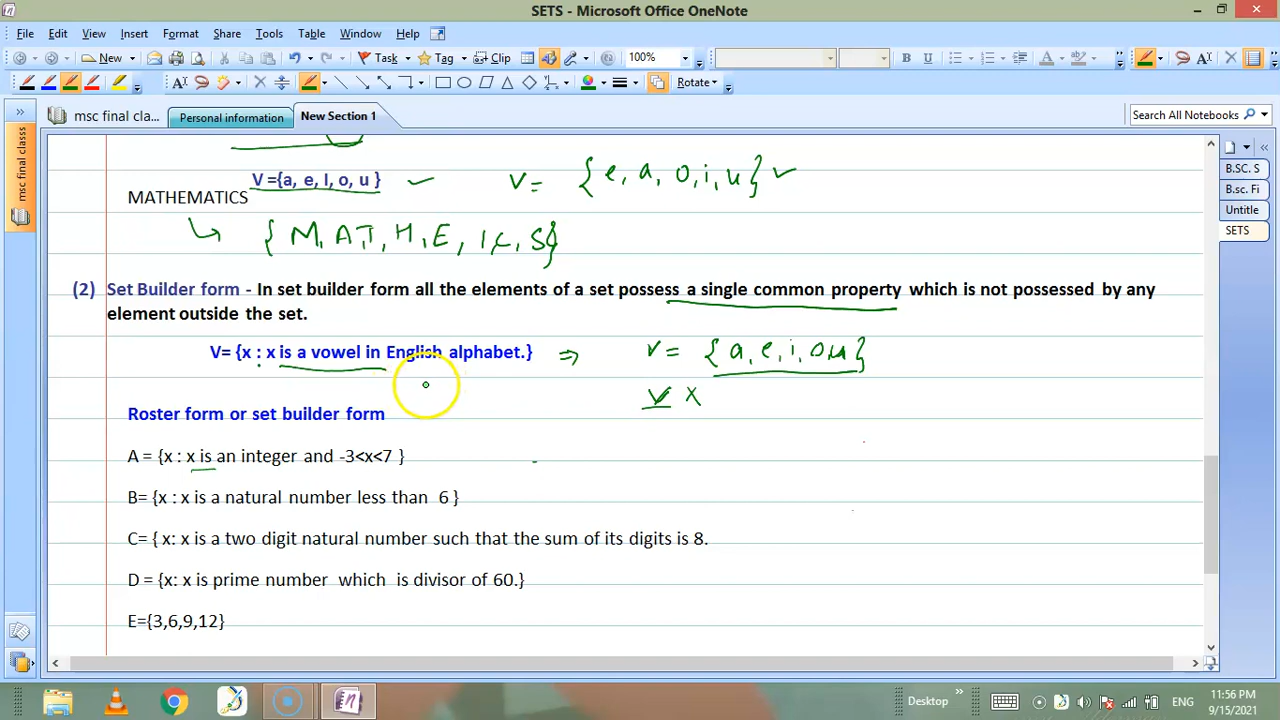 SETS - Microsoft Office OneNote
File Edit View Insert Format Share Tools Table Window Help
New Task Tag Clip 100% B I U A
Rotate
msc final cla... Personal information New Section 1 Search All Notebooks
msc final classs
B.SC. S
B.sc. Fi
Untitle
SETS
V ={a, e, I, o, u } v= {e, a, o, i, u}
MATHEMATICS
{M, A, T, H, E, I, C, S}
(2) Set Builder form - In set builder form all the elements of a set possess a single common property which is not possessed by any
element outside the set.
V= {x : x is a vowel in English alphabet.} ⇒ v= {a, e, i, o, u}
X
Roster form or set builder form
A = {x : x is an integer and -3<x<7 }
B= {x : x is a natural number less than 6 }
C= { x: x is a two digit natural number such that the sum of its digits is 8.
D = {x: x is prime number which is divisor of 60.}
E={3,6,9,12}
Desktop ENG 11:56 PM
9/15/2021